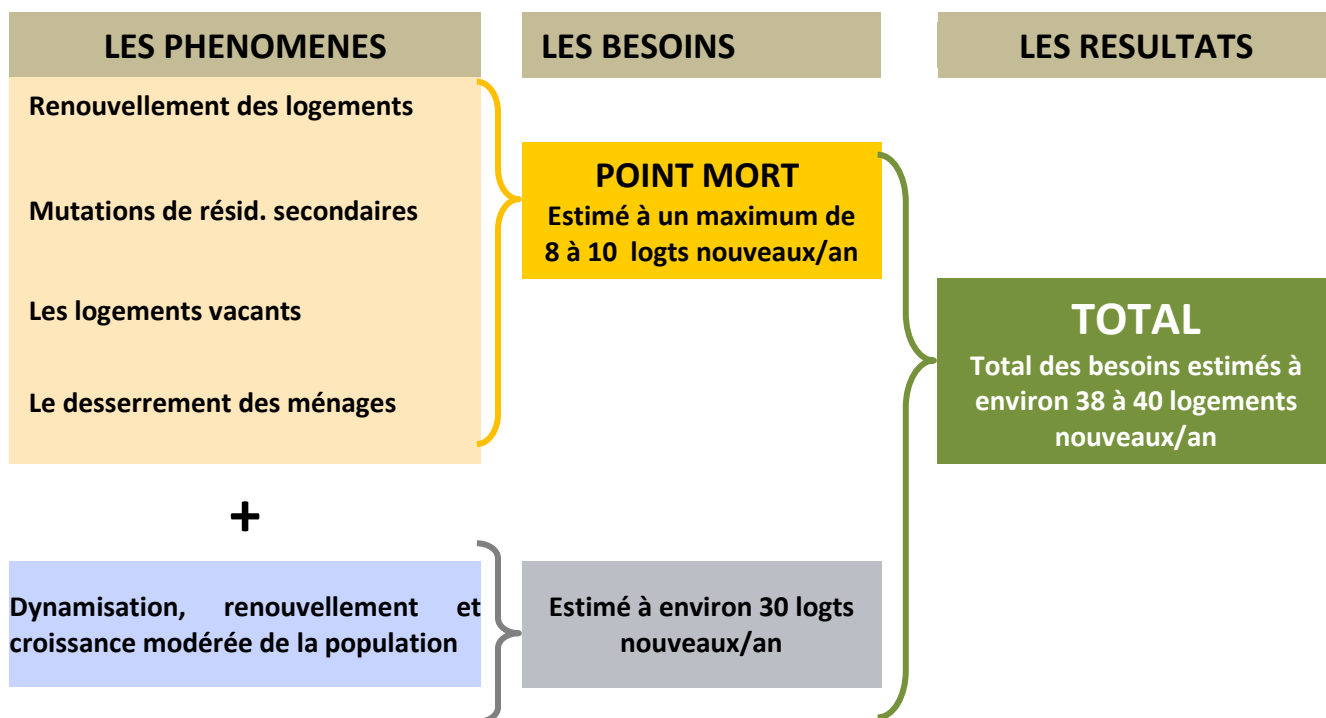 LES PHENOMENES
LES BESOINS
LES RESULTATS
Renouvellement des logements
Mutations de résid. secondaires
Les logements vacants
Le desserrement des ménages
POINT MORT
Estimé à un maximum de
8 à 10 logts nouveaux/an
TOTAL
Total des besoins estimés à
environ 38 à 40 logements
nouveaux/an
+
Dynamisation, renouvellement et
croissance modérée de la population
Estimé à environ 30 logts
nouveaux/an